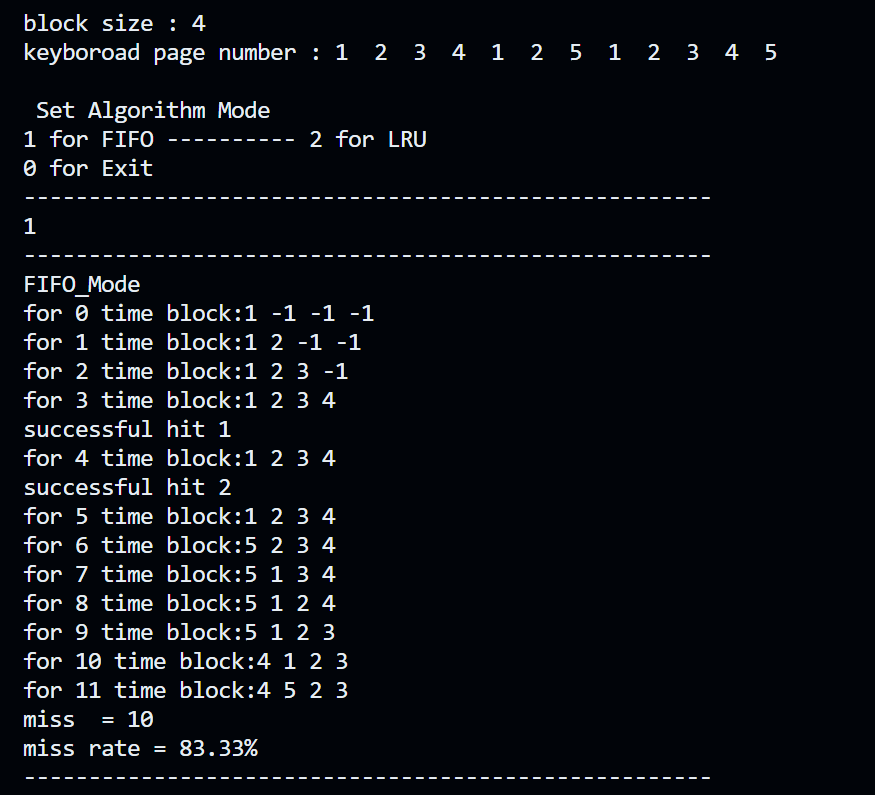 block size : 4
keyboroad page number : 1  2  3  4  1  2  5  1  2  3  4  5
Set Algorithm Mode
1 for FIFO ---------- 2 for LRU
0 for Exit
-----------------------------------------------------
1
-----------------------------------------------------
FIFO_Mode
for 0 time block:1 -1 -1 -1
for 1 time block:1 2 -1 -1
for 2 time block:1 2 3 -1
for 3 time block:1 2 3 4
successful hit 1
for 4 time block:1 2 3 4
successful hit 2
for 5 time block:1 2 3 4
for 6 time block:5 2 3 4
for 7 time block:5 1 3 4
for 8 time block:5 1 2 4
for 9 time block:5 1 2 3
for 10 time block:4 1 2 3
for 11 time block:4 5 2 3
miss  = 10
miss rate = 83.33%
-----------------------------------------------------